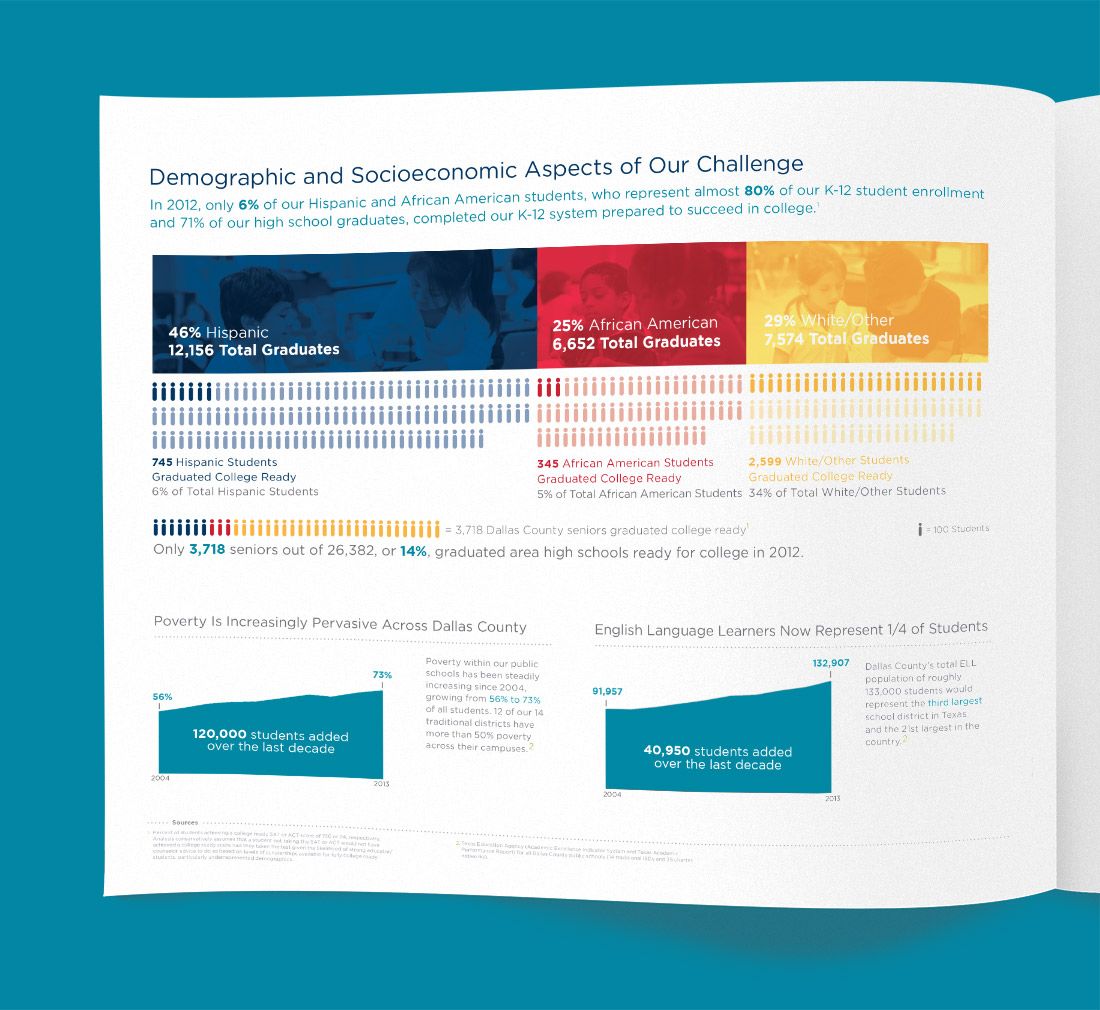 Demographic and Socioeconomic Aspects of Our Challenge
In 2012, only 6% of our Hispanic and African American students, who represent almost 80% of our K-12 student enrollment
and 71% of our high school graduates, completed our K-12 system prepared to succeed in college.1
46% Hispanic
12,156 Total Graduates
25% African American
6,652 Total Graduates
29% White/Other
7,574 Total Graduates
745 Hispanic Students
Graduated College Ready
6% of Total Hispanic Students
345 African American Students
Graduated College Ready
5% of Total African American Students
2,599 White/Other Students
Graduated College Ready
34% of Total White/Other Students
= 3,718 Dallas County seniors graduated college ready1
= 100 Students
Only 3,718 seniors out of 26,382, or 14%, graduated area high schools ready for college in 2012.
Poverty Is Increasingly Pervasive Across Dallas County
56%
73%
120,000 students added
over the last decade
2004
2013
Poverty within our public
schools has been steadily
increasing since 2004,
growing from 56% to 73%
of all students. 12 of our 14
traditional districts have
more than 50% poverty
across their campuses.2
English Language Learners Now Represent 1/4 of Students
91,957
132,907
40,950 students added
over the last decade
2004
2013
Dallas County's total ELL
population of roughly
133,000 students would
represent the third largest
school district in Texas
and the 21st largest in the
country.2
Sources